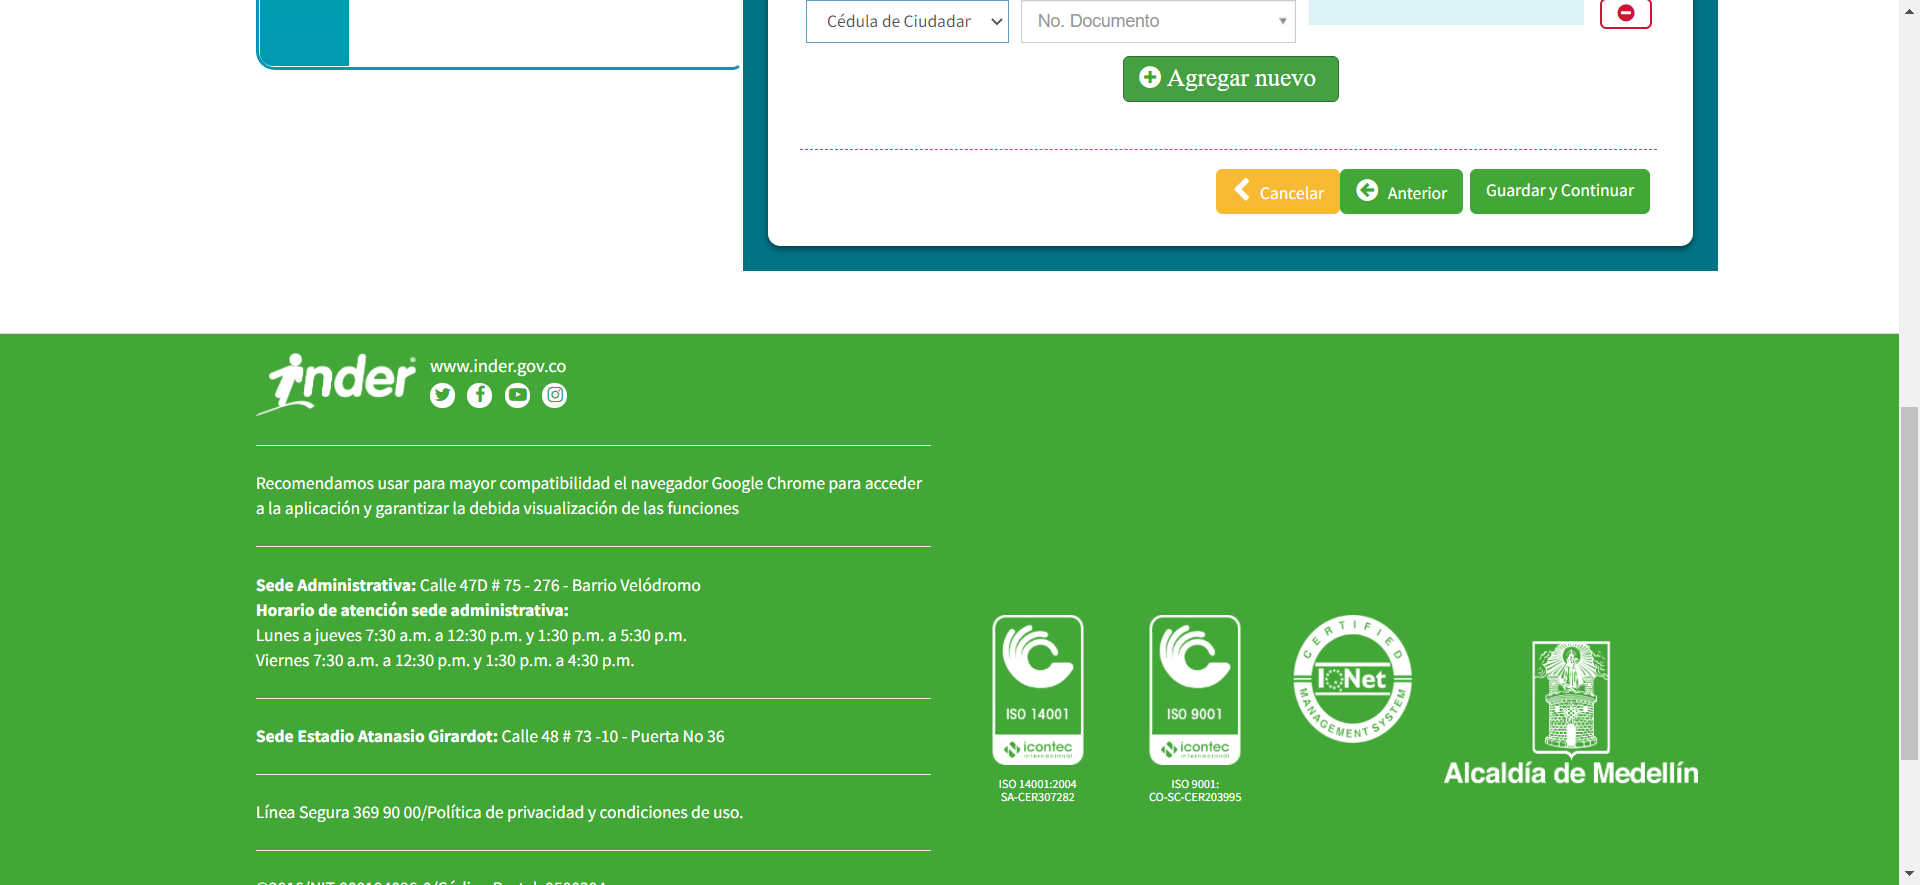 Cédula de Ciudadan
No. Documento
Agregar nuevo
Cancelar
Anterior
Guardar y Continuar
inder
www.inder.gov.co
Recomendamos usar para mayor compatibilidad el navegador Google Chrome para acceder
a la aplicación y garantizar la debida visualización de las funciones
Sede Administrativa: Calle 47D # 75 - 276 - Barrio Velódromo
Horario de atención sede administrativa:
Lunes a jueves 7:30 a.m. a 12:30 p.m. y 1:30 p.m. a 5:30 p.m.
Viernes 7:30 a.m. a 12:30 p.m. y 1:30 p.m. a 4:30 p.m.
Sede Estadio Atanasio Girardot: Calle 48 # 73 -10 - Puerta No 36
Línea Segura 369 90 00/Política de privacidad y condiciones de uso.
ISO 14001
icontec
internacional
ISO 14001:2004
SA-CER307282
ISO 9001
icontec
internacional
ISO 9001:
CO-SC-CER203995
CERTIFIED
IQNet
MANAGEMENT SYSTEM
Alcaldía de Medellín